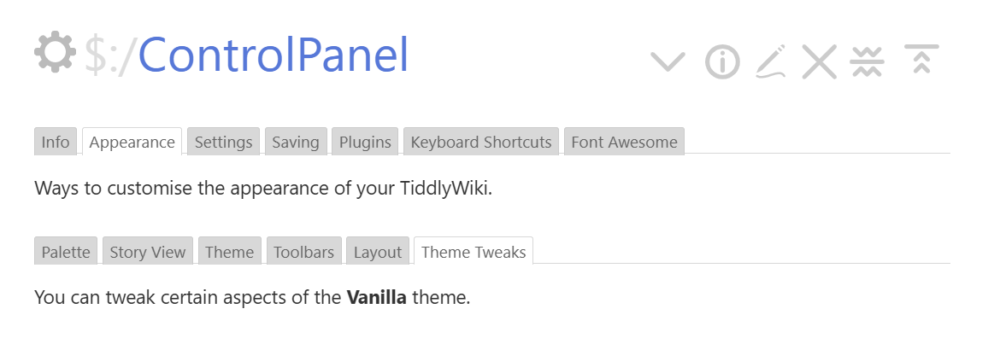 $:/ControlPanel
Info Appearance Settings Saving Plugins Keyboard Shortcuts Font Awesome
Ways to customise the appearance of your TiddlyWiki.
Palette Story View Theme Toolbars Layout Theme Tweaks
You can tweak certain aspects of the Vanilla theme.